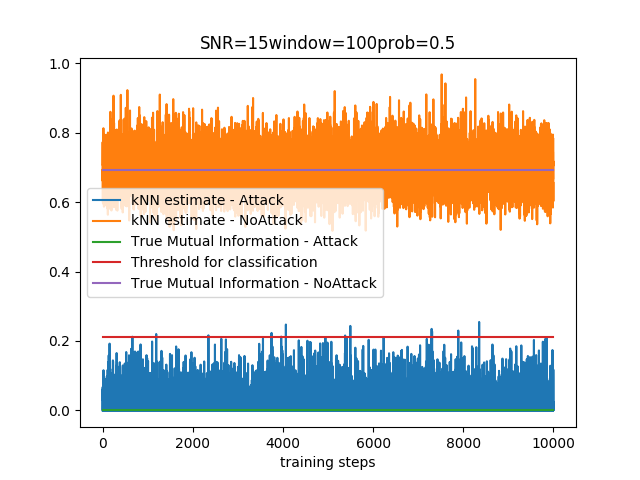 SNR=15window=100prob=0.5
1.0
0.8
0.6
0.4
0.2
0.0
kNN estimate - Attack
kNN estimate - NoAttack
True Mutual Information - Attack
Threshold for classification
True Mutual Information - NoAttack
0 2000 4000 6000 8000 10000
training steps